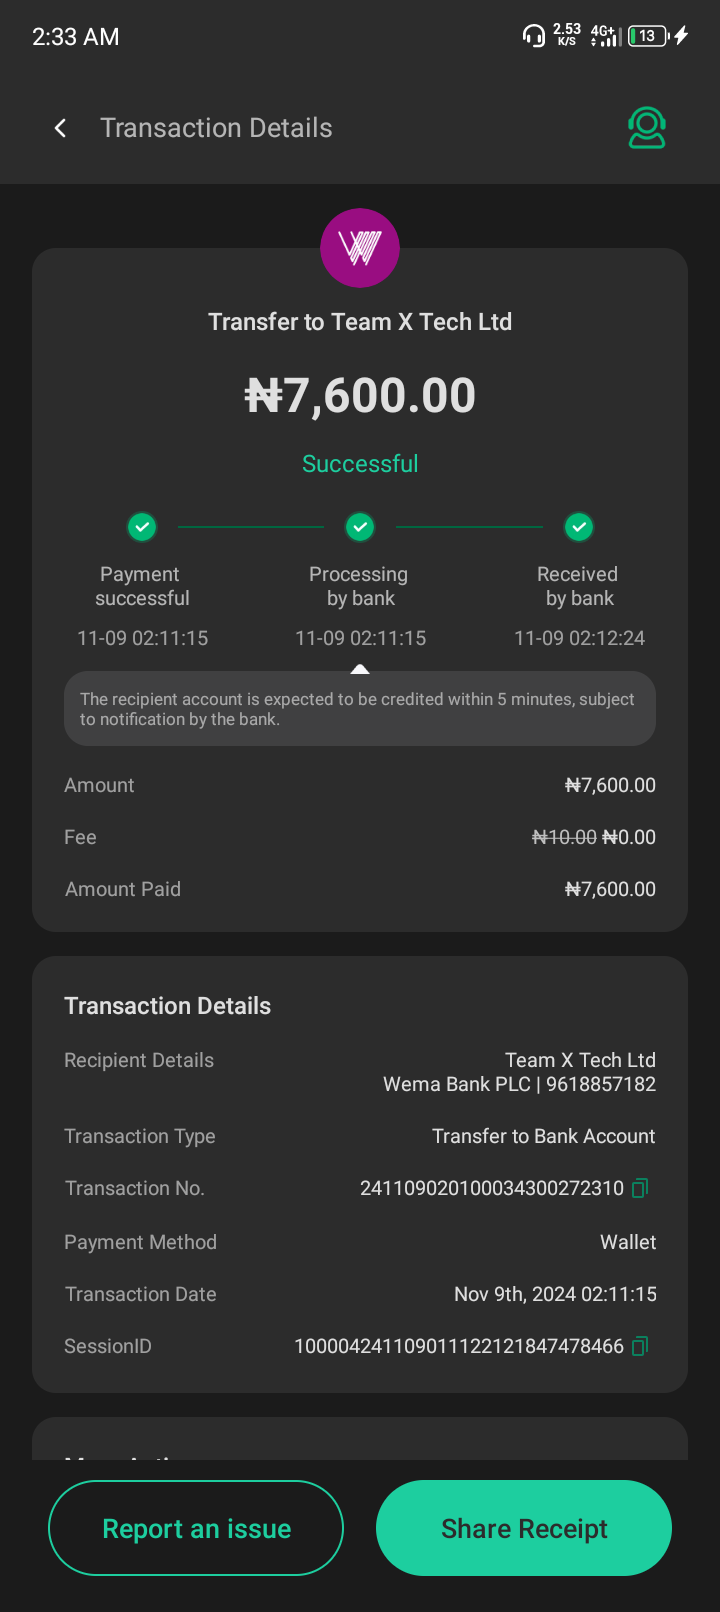 2:33 AM
2.53
K/S
4G+
13
Transaction Details
Transfer to Team X Tech Ltd
₦7,600.00
Successful
Payment
successful
11-09 02:11:15
Processing
by bank
11-09 02:11:15
Received
by bank
11-09 02:12:24
The recipient account is expected to be credited within 5 minutes, subject
to notification by the bank.
Amount ₦7,600.00
Fee ₦10.00 ₦0.00
Amount Paid ₦7,600.00
Transaction Details
Recipient Details Team X Tech Ltd
Wema Bank PLC | 9618857182
Transaction Type Transfer to Bank Account
Transaction No. 241109020100034300272310
Payment Method Wallet
Transaction Date Nov 9th, 2024 02:11:15
SessionID 100004241109011122121847478466
Report an issue
Share Receipt